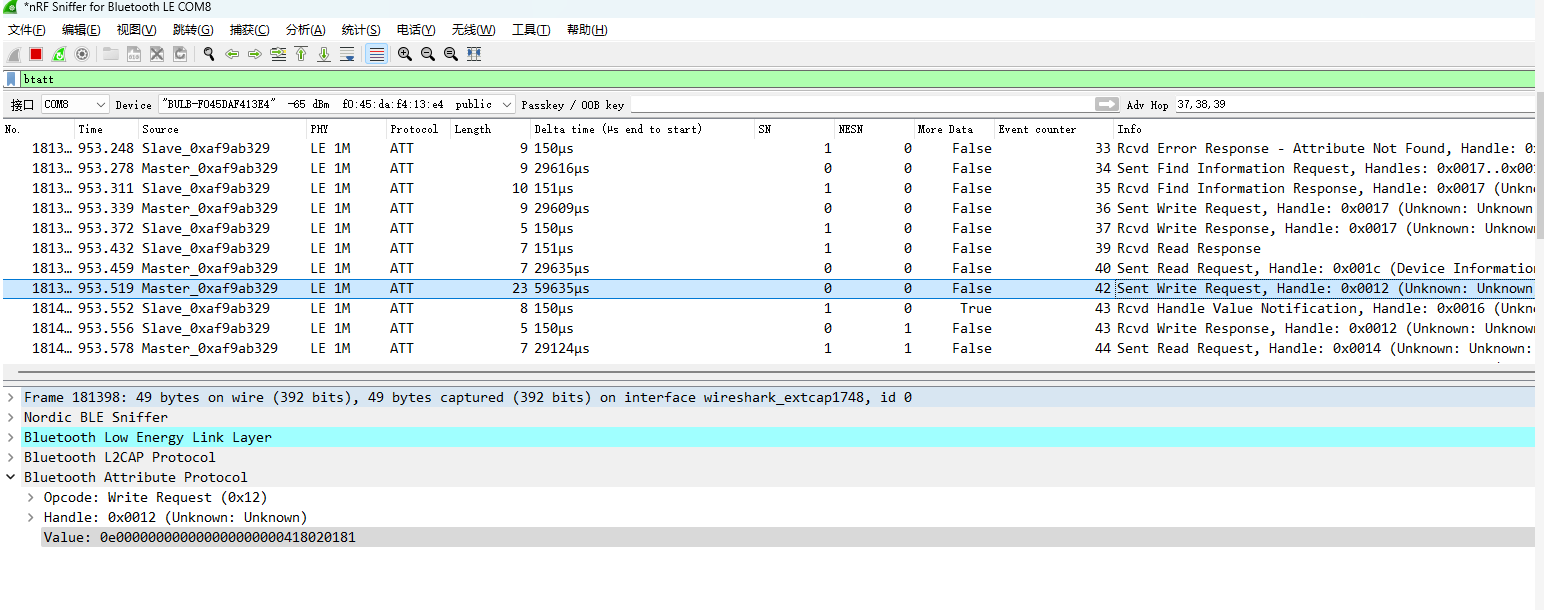 *nRF Sniffer for Bluetooth LE COM8
文件(F) 编辑(E) 视图(V) 跳转(G) 捕获(C) 分析(A) 统计(S) 电话(Y) 无线(W) 工具(T) 帮助(H)
btatt
接口 COM8 Device "BULB-F045DAF413E4" -65 dBm f0:45:da:f4:13:e4 public Passkey / OOB key Adv Hop 37,38,39
No. Time Source PHY Protocol Length Delta time (µs end to start) SN NESN More Data Event counter Info
1813… 953.248 Slave_0xaf9ab329 LE 1M ATT 9 150µs 1 0 False 33 Rcvd Error Response - Attribute Not Found, Handle: 0
1813… 953.278 Master_0xaf9ab329 LE 1M ATT 9 29616µs 0 0 False 34 Sent Find Information Request, Handles: 0x0017..0x00
1813… 953.311 Slave_0xaf9ab329 LE 1M ATT 10 151µs 1 0 False 35 Rcvd Find Information Response, Handle: 0x0017 (Unkn
1813… 953.339 Master_0xaf9ab329 LE 1M ATT 9 29609µs 0 0 False 36 Sent Write Request, Handle: 0x0017 (Unknown: Unknown
1813… 953.372 Slave_0xaf9ab329 LE 1M ATT 5 150µs 1 0 False 37 Rcvd Write Response, Handle: 0x0017 (Unknown: Unknow
1813… 953.432 Slave_0xaf9ab329 LE 1M ATT 7 151µs 1 0 False 39 Rcvd Read Response
1813… 953.459 Master_0xaf9ab329 LE 1M ATT 7 29635µs 0 0 False 40 Sent Read Request, Handle: 0x001c (Device Informatio
1813… 953.519 Master_0xaf9ab329 LE 1M ATT 23 59635µs 0 0 False 42 Sent Write Request, Handle: 0x0012 (Unknown: Unknown
1814… 953.552 Slave_0xaf9ab329 LE 1M ATT 8 150µs 1 0 True 43 Rcvd Handle Value Notification, Handle: 0x0016 (Unkn
1814… 953.556 Slave_0xaf9ab329 LE 1M ATT 5 150µs 0 1 False 43 Rcvd Write Response, Handle: 0x0012 (Unknown: Unknow
1814… 953.578 Master_0xaf9ab329 LE 1M ATT 7 29124µs 1 1 False 44 Sent Read Request, Handle: 0x0014 (Unknown: Unknown:
Frame 181398: 49 bytes on wire (392 bits), 49 bytes captured (392 bits) on interface wireshark_extcap1748, id 0
Nordic BLE Sniffer
Bluetooth Low Energy Link Layer
Bluetooth L2CAP Protocol
Bluetooth Attribute Protocol
Opcode: Write Request (0x12)
Handle: 0x0012 (Unknown: Unknown)
Value: 0e0000000000000000000000418020181